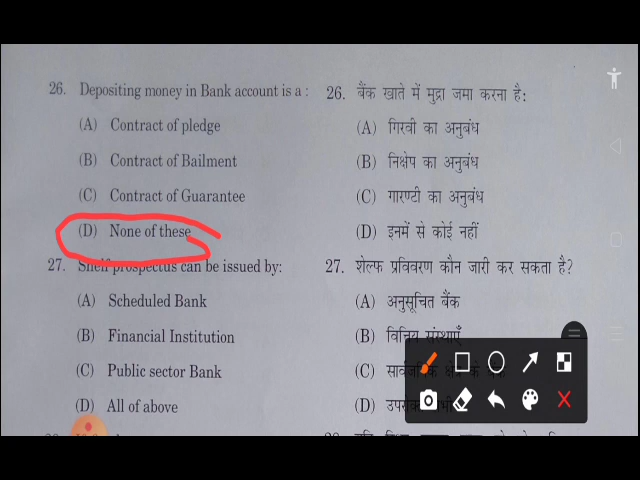 26. Depositing money in Bank account is a :
(A) Contract of pledge
(B) Contract of Bailment
(C) Contract of Guarantee
(D) None of these
27. Shelf prospectus can be issued by:
(A) Scheduled Bank
(B) Financial Institution
(C) Public sector Bank
(D) All of above
26. बैंक खाते में मुद्रा जमा करना है:
(A) गिरवी का अनुबंध
(B) निक्षेप का अनुबंध
(C) गारण्टी का अनुबंध
(D) इनमें से कोई नहीं
27. शेल्फ प्रविवरण कौन जारी कर सकता है?
(A) अनुसूचित बैंक
(B) वित्तिय संस्थाएँ
(C) सार्वजनिक क्षेत्र के
(D)